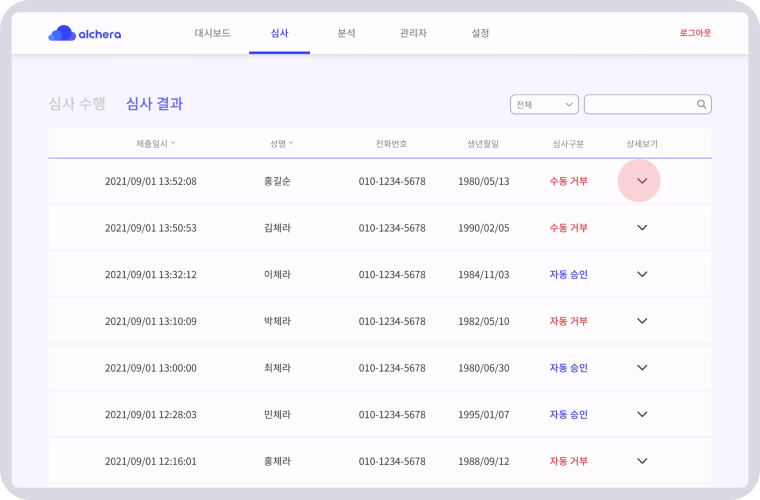 alchera 대시보드 심사 분석 관리자 설정 로그아웃
심사 수행 심사 결과 전체
제출일시 성명 전화번호 생년월일 심사구분 상세보기
2021/09/01 13:52:08 홍길순 010-1234-5678 1980/05/13 수동 거부
2021/09/01 13:50:53 김체라 010-1234-5678 1990/02/05 수동 거부
2021/09/01 13:32:12 이체라 010-1234-5678 1984/11/03 자동 승인
2021/09/01 13:10:09 박체라 010-1234-5678 1982/05/10 자동 거부
2021/09/01 13:00:00 최체라 010-1234-5678 1980/06/30 자동 승인
2021/09/01 12:28:03 민체라 010-1234-5678 1995/01/07 자동 승인
2021/09/01 12:16:01 홍체라 010-1234-5678 1988/09/12 자동 거부